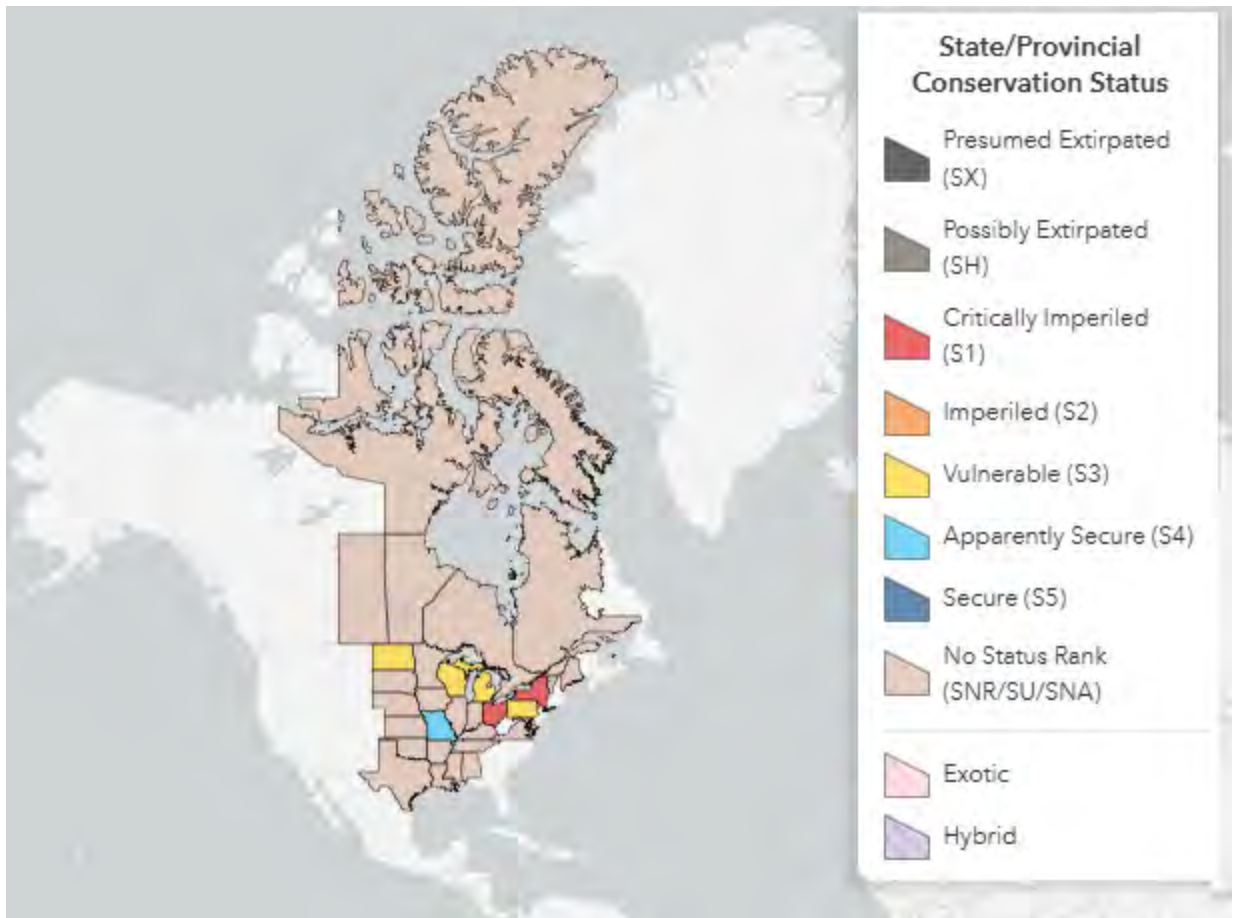 State/Provincial
Conservation Status
Presumed Extirpated
(SX)
Possibly Extirpated
(SH)
Critically Imperiled
(S1)
Imperiled (S2)
Vulnerable (S3)
Apparently Secure (S4)
Secure (S5)
No Status Rank
(SNR/SU/SNA)
Exotic
Hybrid